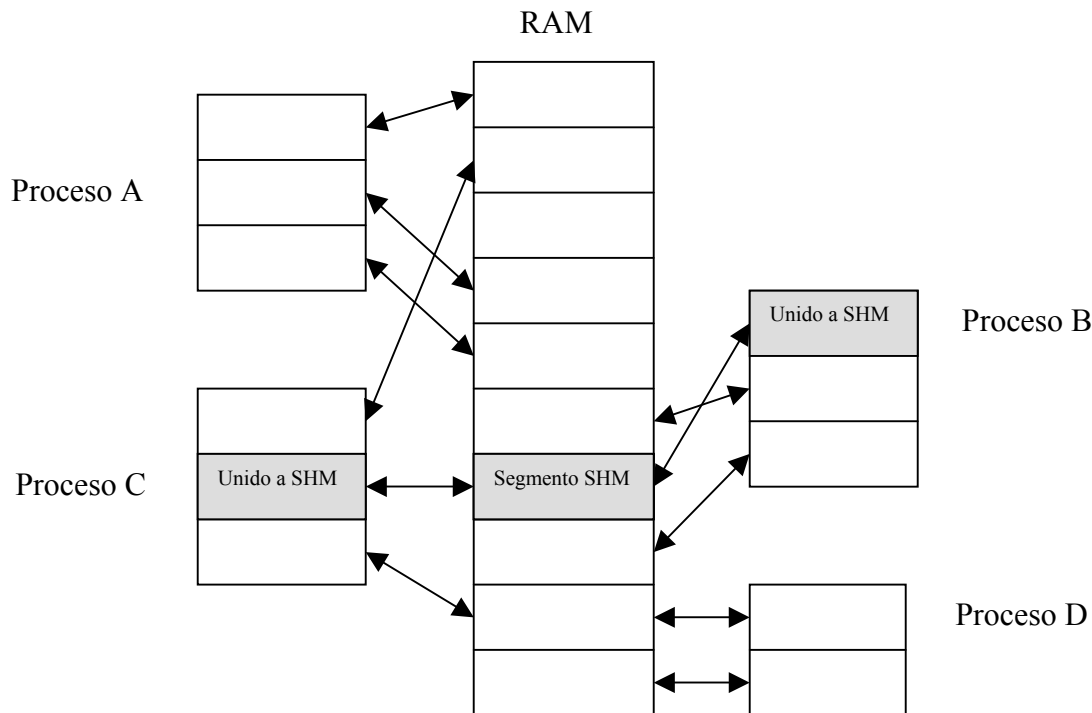 RAM
Proceso A
Unido a SHM
Proceso B
Proceso C
Unido a SHM
Segmento SHM
Proceso D